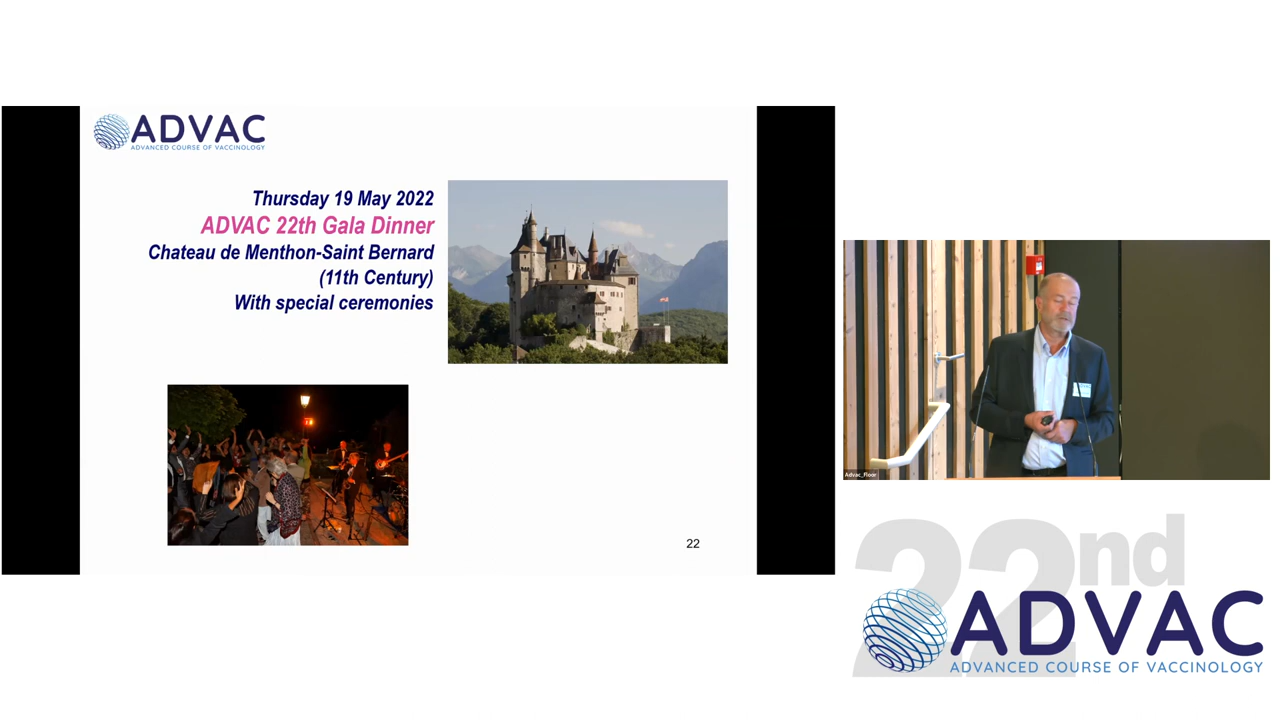 ADVAC
ADVANCED COURSE OF VACCINOLOGY
Thursday 19 May 2022
ADVAC 22th Gala Dinner
Chateau de Menthon-Saint Bernard
(11th Century)
With special ceremonies
22
Advac_Floor
22nd
ADVAC
ADVANCED COURSE OF VACCINOLOGY